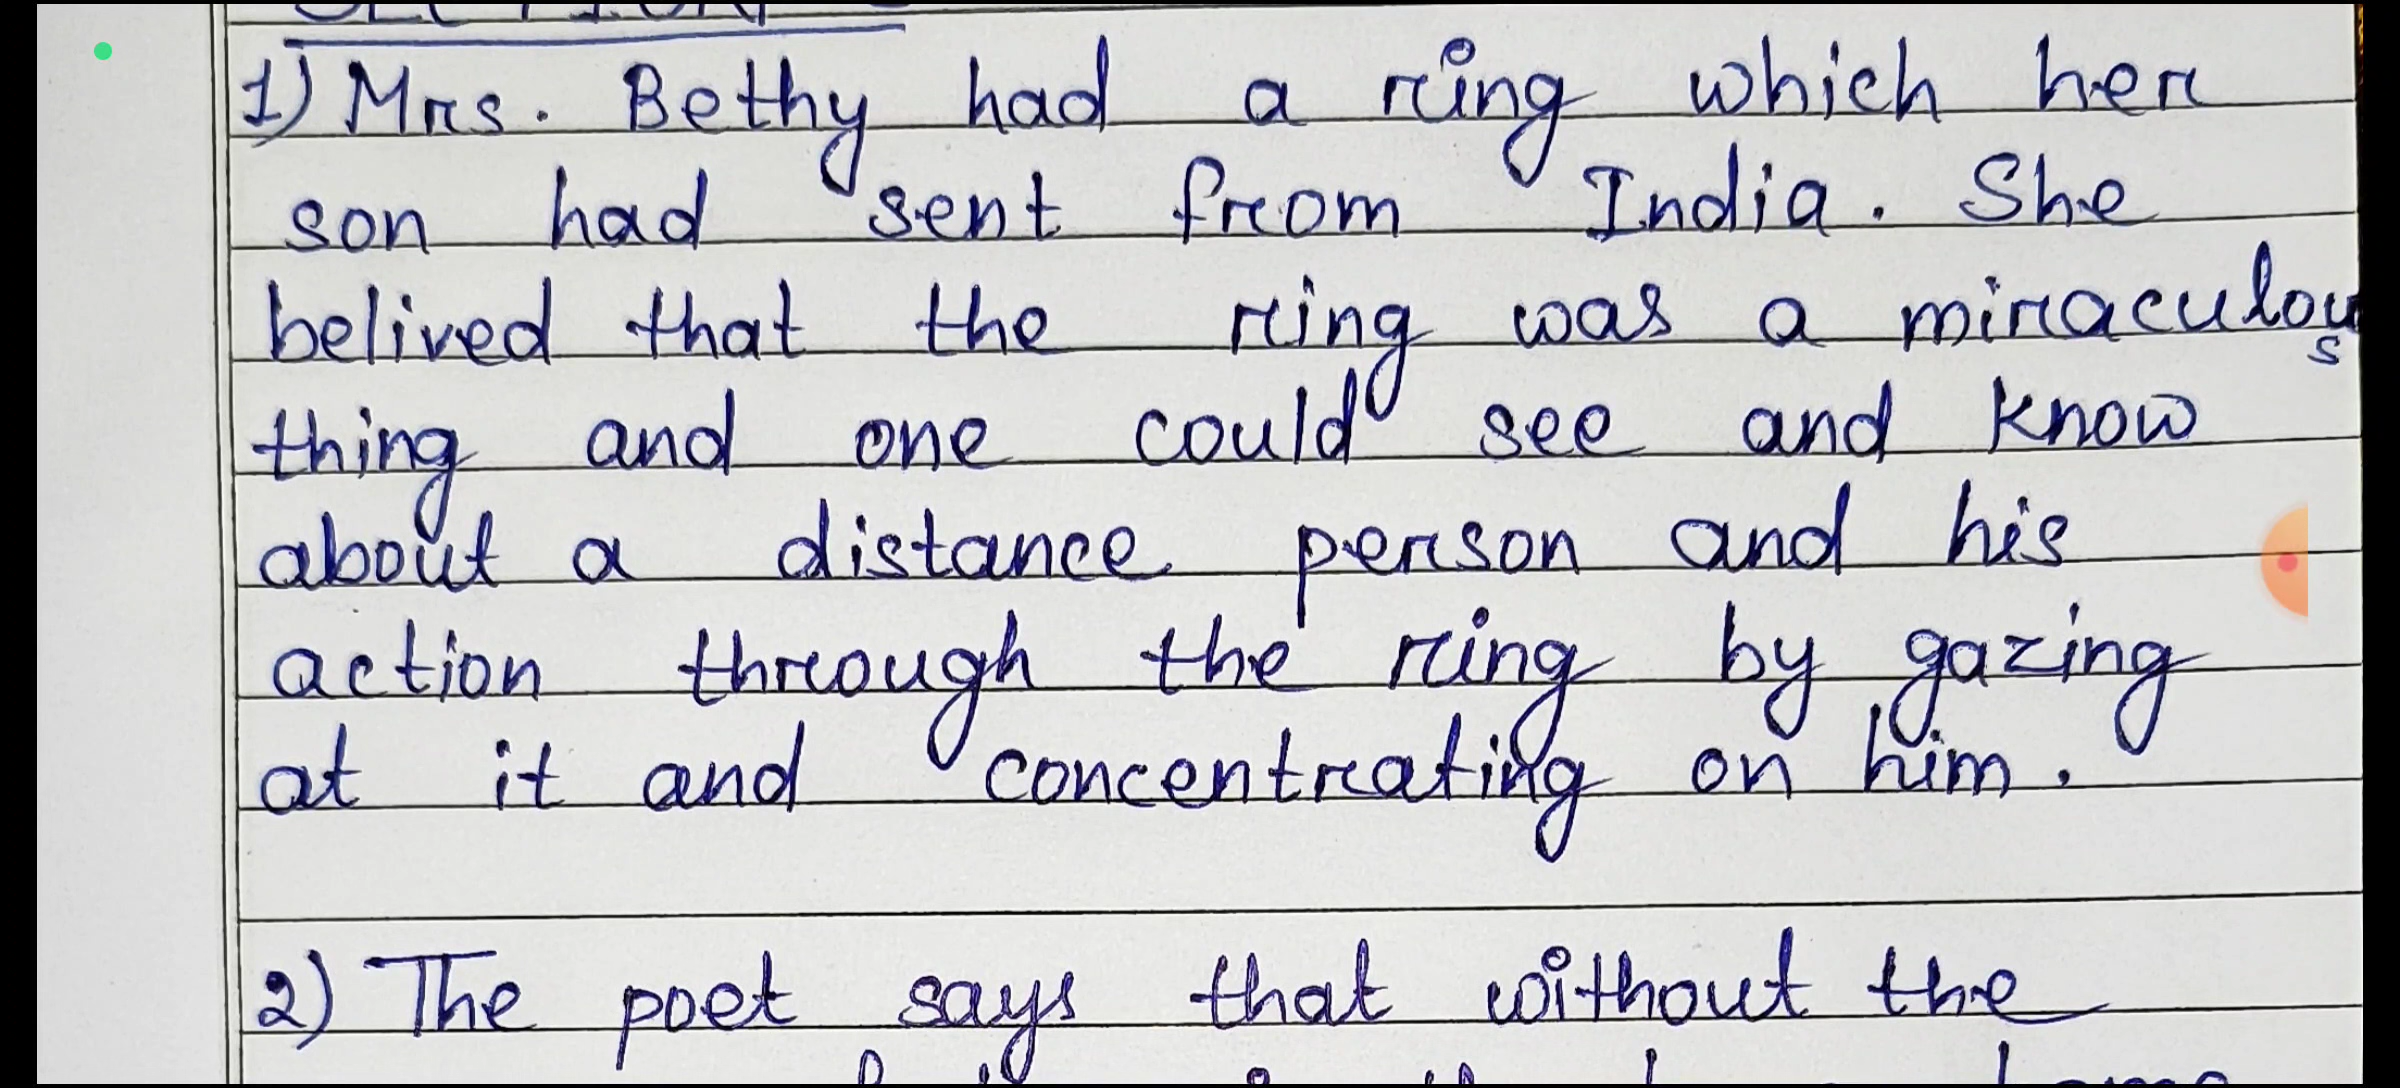 1) Mrs. Bethy had a ring which her
son had sent from India. She
belived that the ring was a miraculous
thing and one could see and know
about a distance person and his
action through the ring by gazing
at it and concentrating on him.
2) The poet says that without the